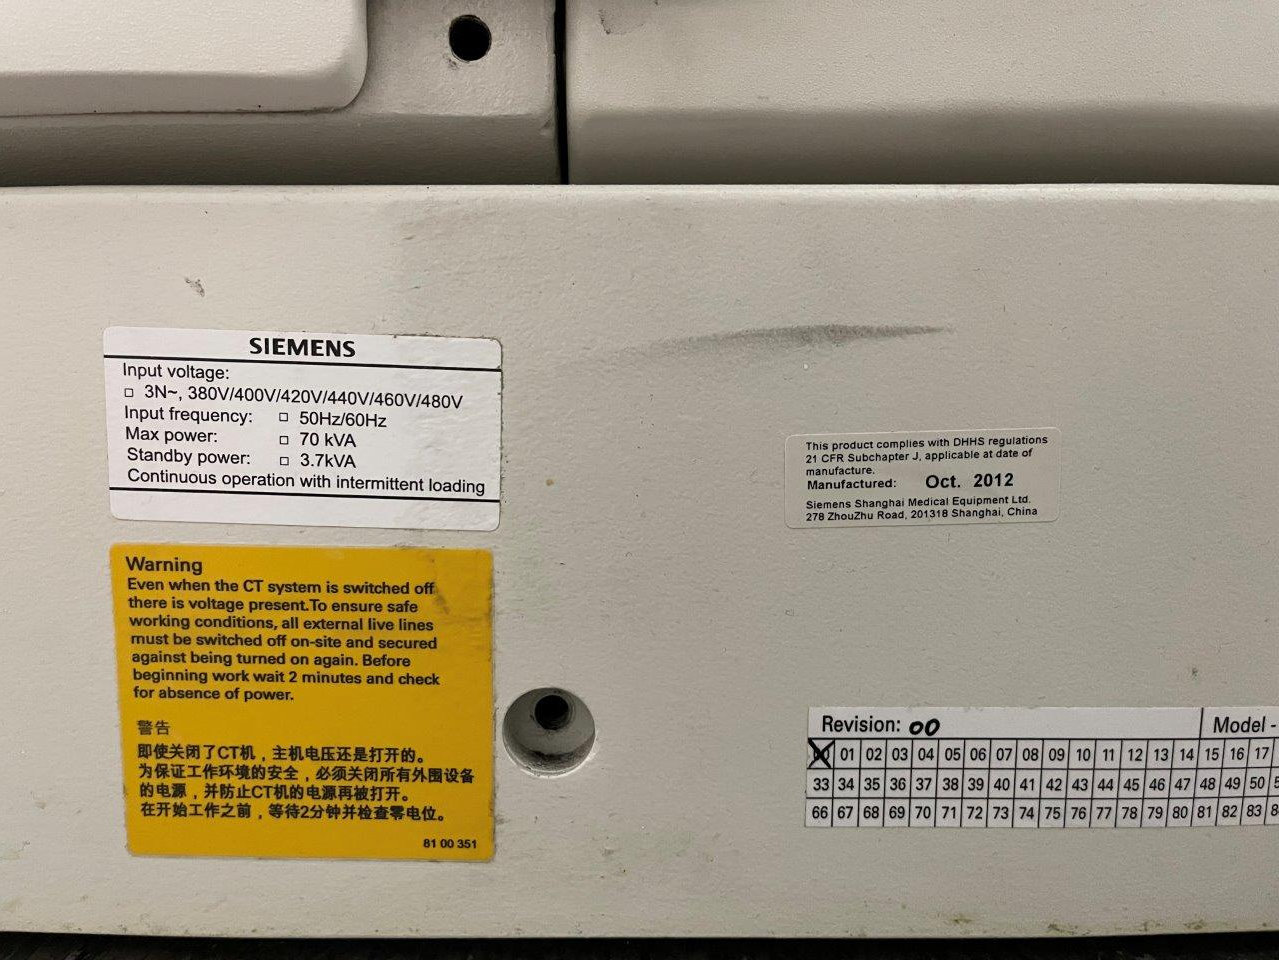 SIEMENS
Input voltage:
□ 3N~, 380V/400V/420V/440V/460V/480V
Input frequency: □ 50Hz/60Hz
Max power: □ 70 kVA
Standby power: □ 3.7kVA
Continuous operation with intermittent loading
Warning
Even when the CT system is switched off
there is voltage present.To ensure safe
working conditions, all external live lines
must be switched off on-site and secured
against being turned on again. Before
beginning work wait 2 minutes and check
for absence of power.
警告
即使关闭了CT机，主机电压还是打开的。
为保证工作环境的安全，必须关闭所有外围设备
的电源，并防止CT机的电源再被打开。
在开始工作之前，等待2分钟并检查零电位。
81 00 351
This product complies with DHHS regulations
21 CFR Subchapter J, applicable at date of
manufacture.
Manufactured: Oct. 2012
Siemens Shanghai Medical Equipment Ltd.
278 ZhouZhu Road, 201318 Shanghai, China
Revision: 00 Model -
01 02 03 04 05 06 07 08 09 10 11 12 13 14 15 16 17
33 34 35 36 37 38 39 40 41 42 43 44 45 46 47 48 49 50
66 67 68 69 70 71 72 73 74 75 76 77 78 79 80 81 82 83